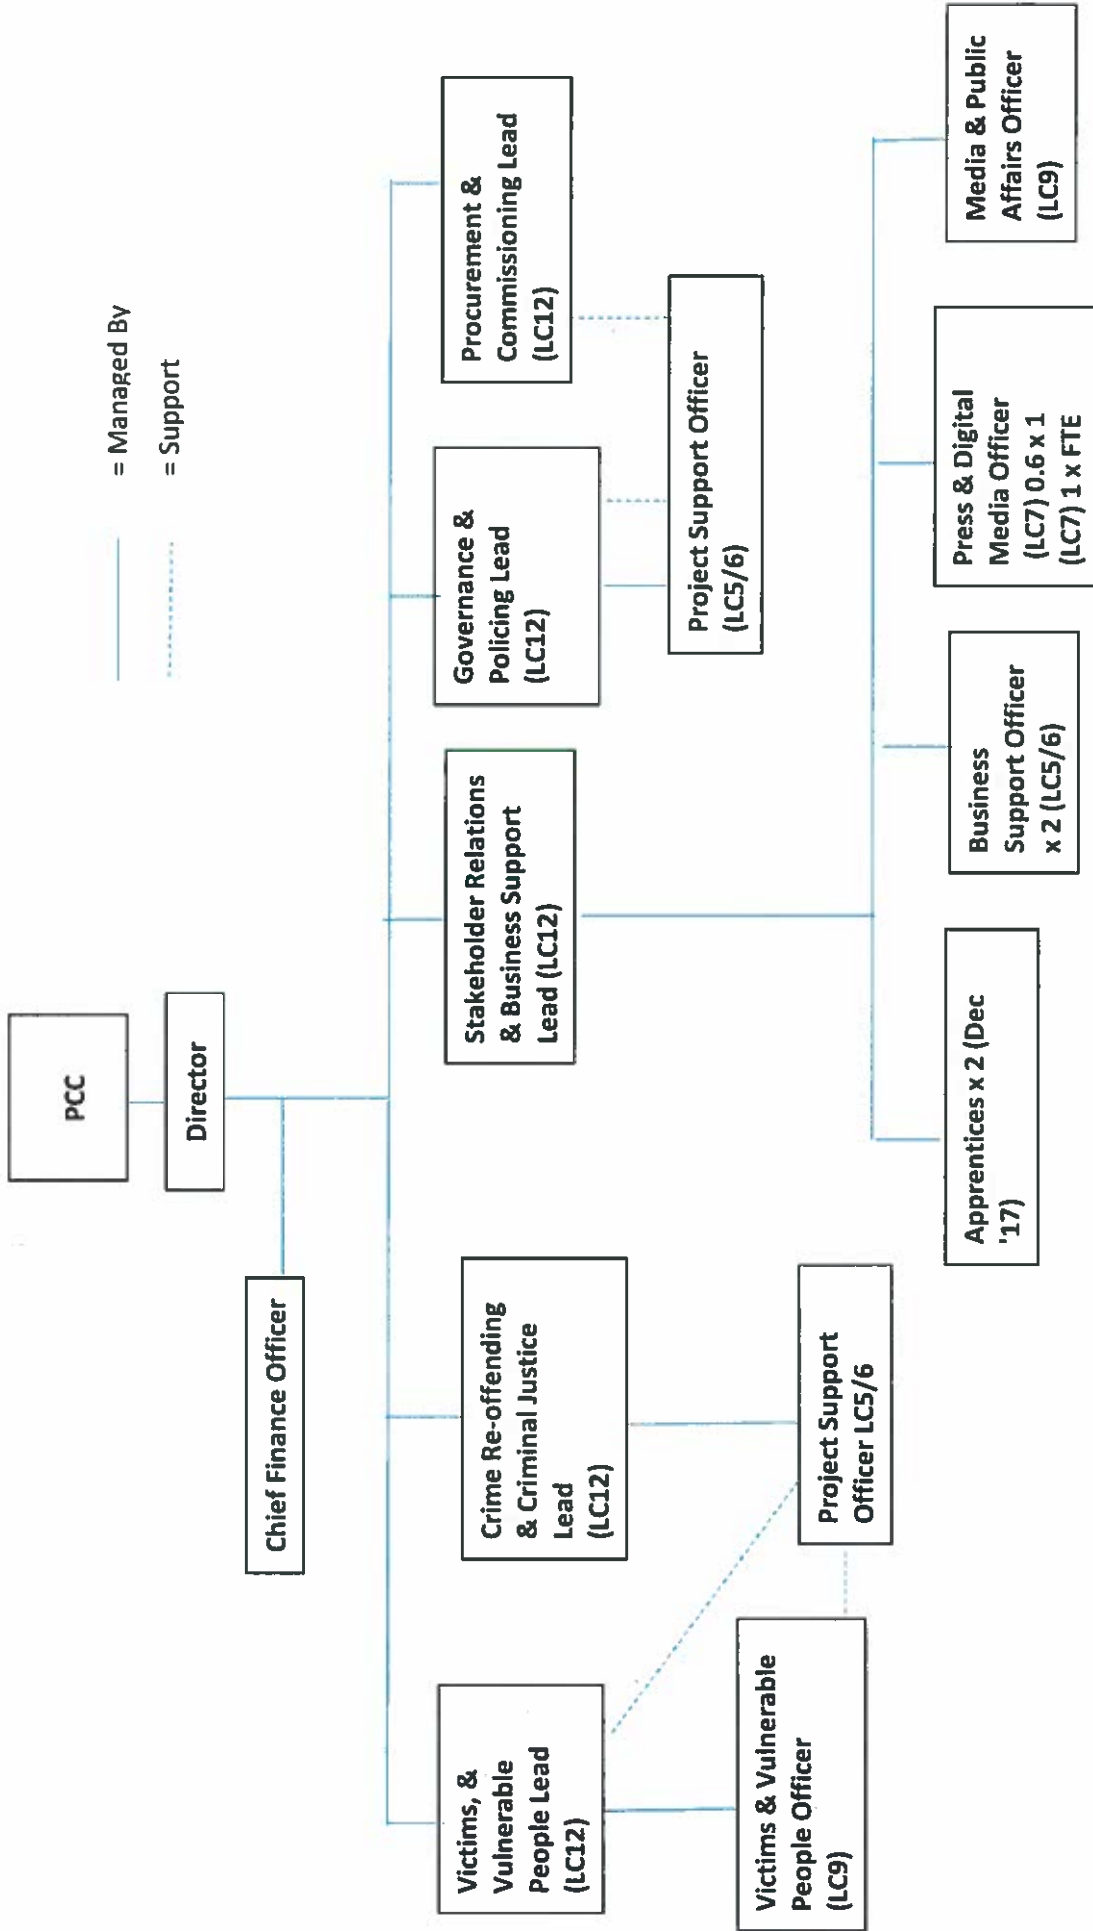 PCC
Director
= Managed By
= Support
Chief Finance Officer
Victims, &
Vulnerable
People Lead
(LC12)
Crime Re-offending
& Criminal Justice
Lead
(LC12)
Stakeholder Relations
& Business Support
Lead (LC12)
Governance &
Policing Lead
(LC12)
Procurement &
Commissioning Lead
(LC12)
Victims & Vulnerable
People Officer
(LC9)
Project Support
Officer LC5/6
Project Support Officer
(LC5/6)
Apprentices x 2 (Dec
'17)
Business
Support Officer
x 2 (LC5/6)
Press & Digital
Media Officer
(LC7) 0.6 x 1
(LC7) 1 x FTE
Media & Public
Affairs Officer
(LC9)